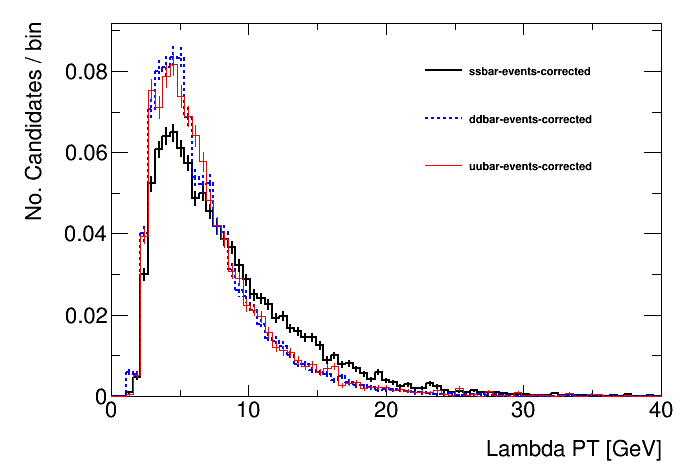 No. Candidates / bin
0.08
0.06
0.04
0.02
0
ssbar-events-corrected
ddbar-events-corrected
uubar-events-corrected
0 10 20 30 40
Lambda PT [GeV]